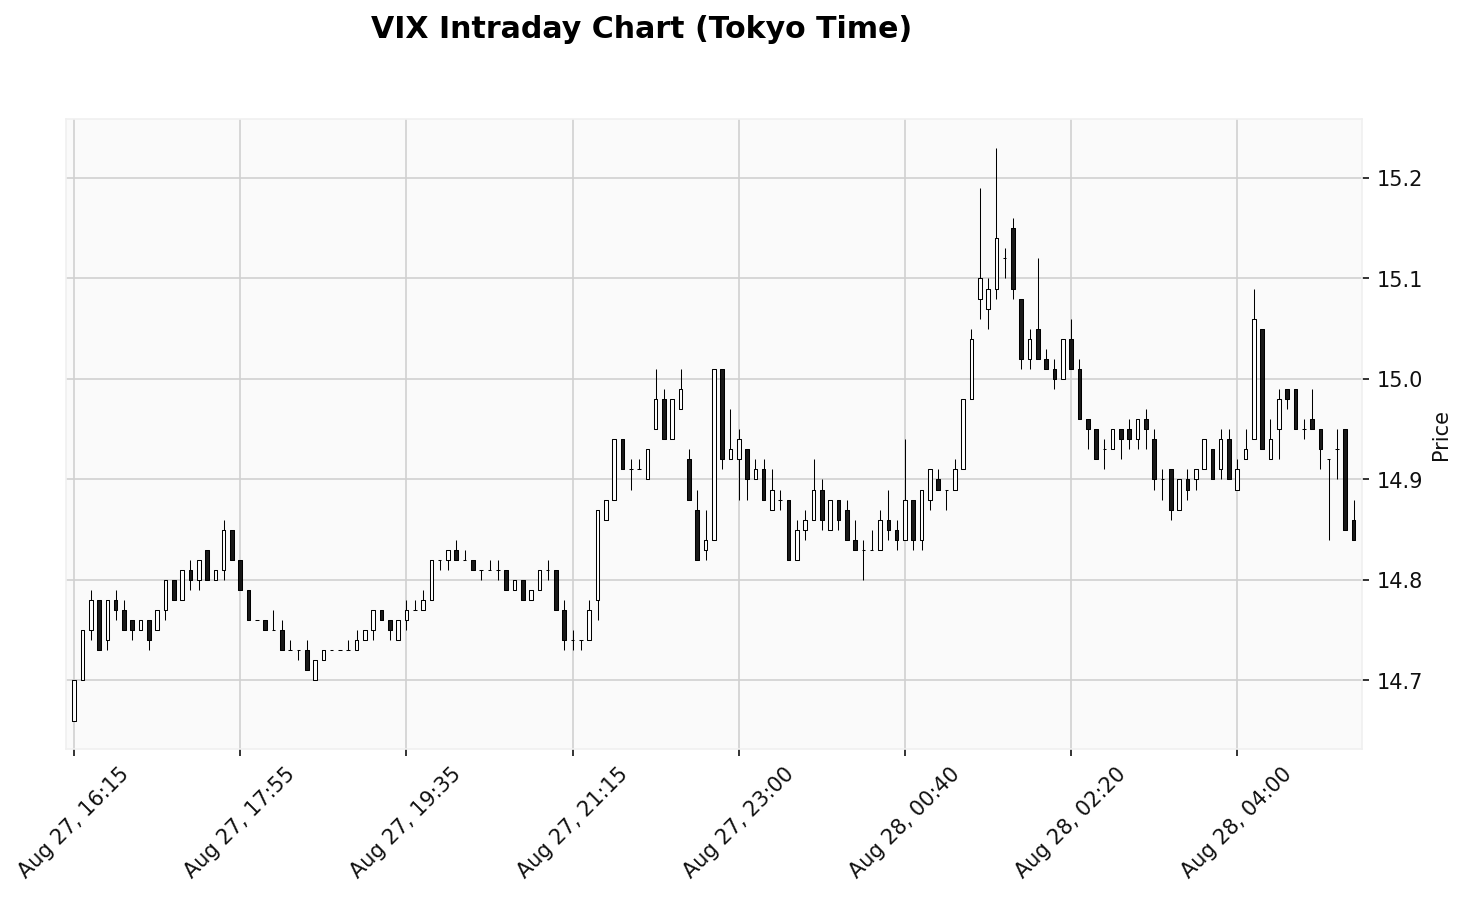 VIX Intraday Chart (Tokyo Time)
15.2
15.1
15.0
14.9
14.8
14.7
Price
Aug 27, 16:15
Aug 27, 17:55
Aug 27, 19:35
Aug 27, 21:15
Aug 27, 23:00
Aug 28, 00:40
Aug 28, 02:20
Aug 28, 04:00